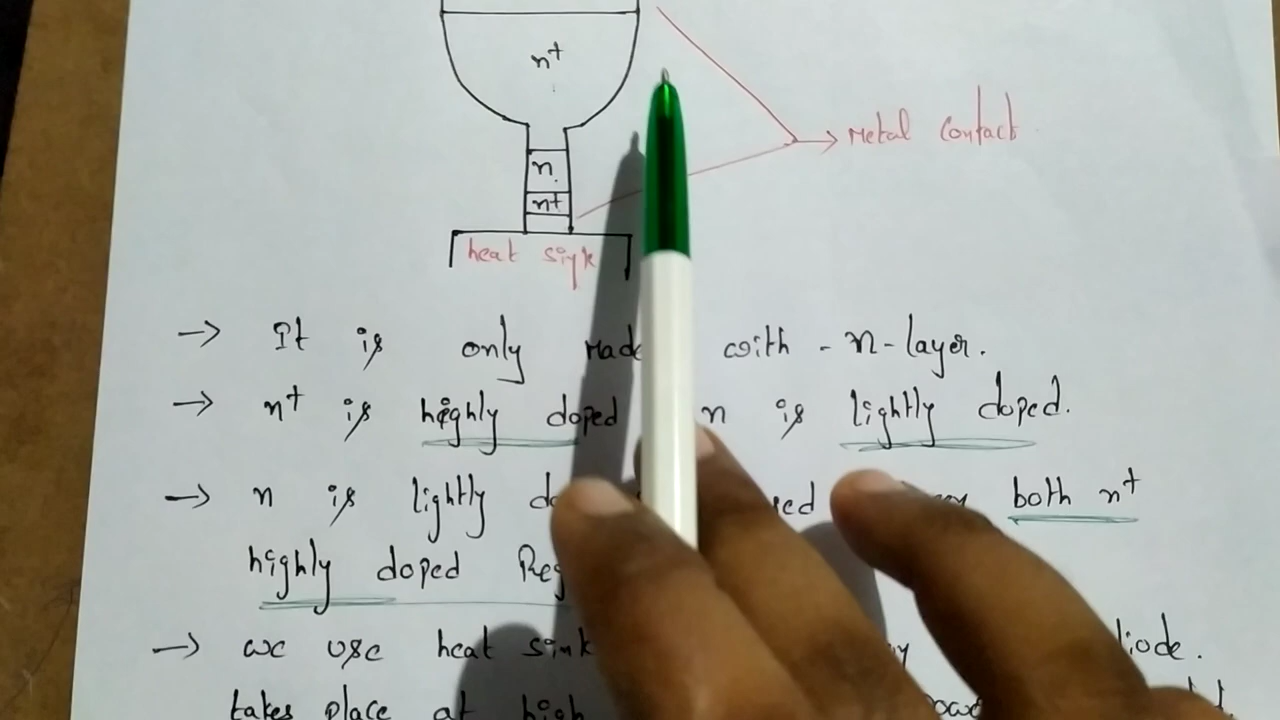 n+
Metal contact
n
n+
heat sink
→ It is only made with - n-layer.
→ n+ is highly doped n is lightly doped.
→ n is lightly both n+
highly doped
→ we use heat sink diode.
takes place at high